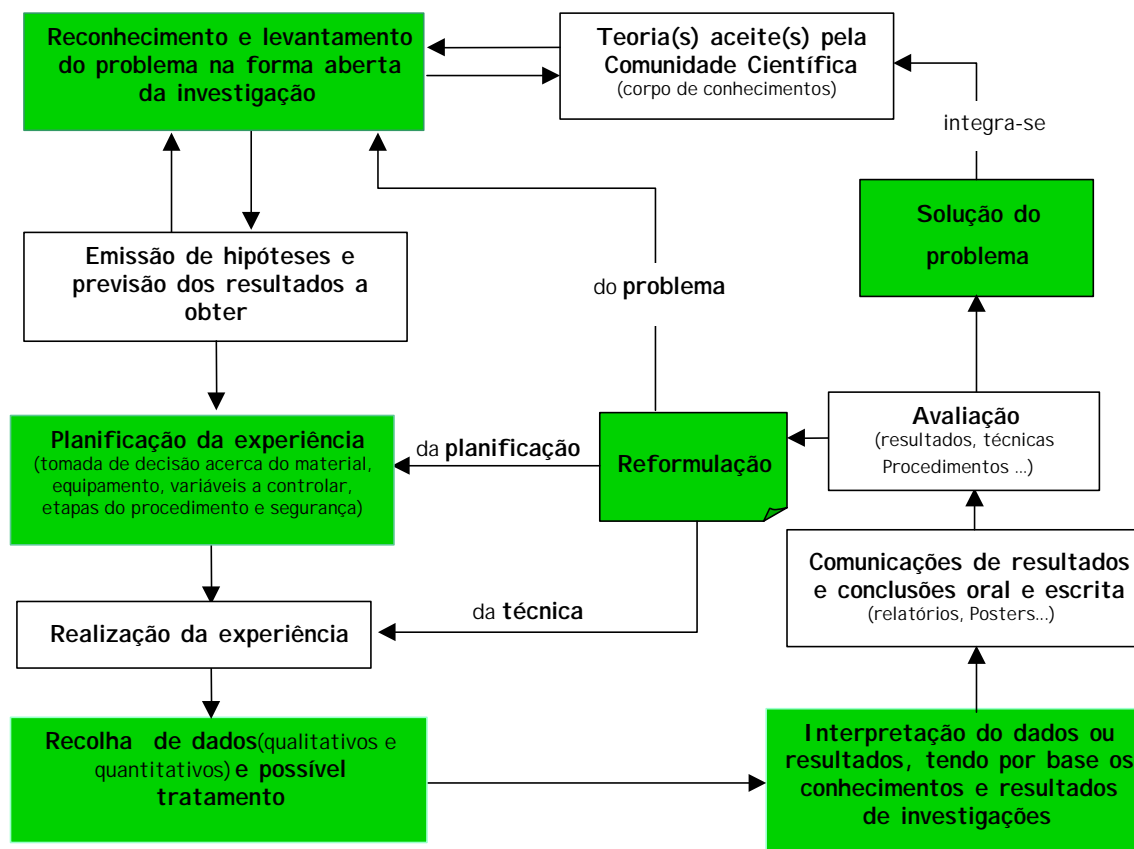 Reconhecimento e levantamento
do problema na forma aberta
da investigação
Teoria(s) aceite(s) pela
Comunidade Científica
(corpo de conhecimentos)
integra-se
Solução do
problema
Emissão de hipóteses e
previsão dos resultados a
obter
do problema
Planificação da experiência
(tomada de decisão acerca do material,
equipamento, variáveis a controlar,
etapas do procedimento e segurança)
da planificação
Reformulação
Avaliação
(resultados, técnicas
Procedimentos ...)
Comunicações de resultados
e conclusões oral e escrita
(relatórios, Posters...)
da técnica
Realização da experiência
Recolha de dados(qualitativos e
quantitativos) e possível
tratamento
Interpretação do dados ou
resultados, tendo por base os
conhecimentos e resultados
de investigações